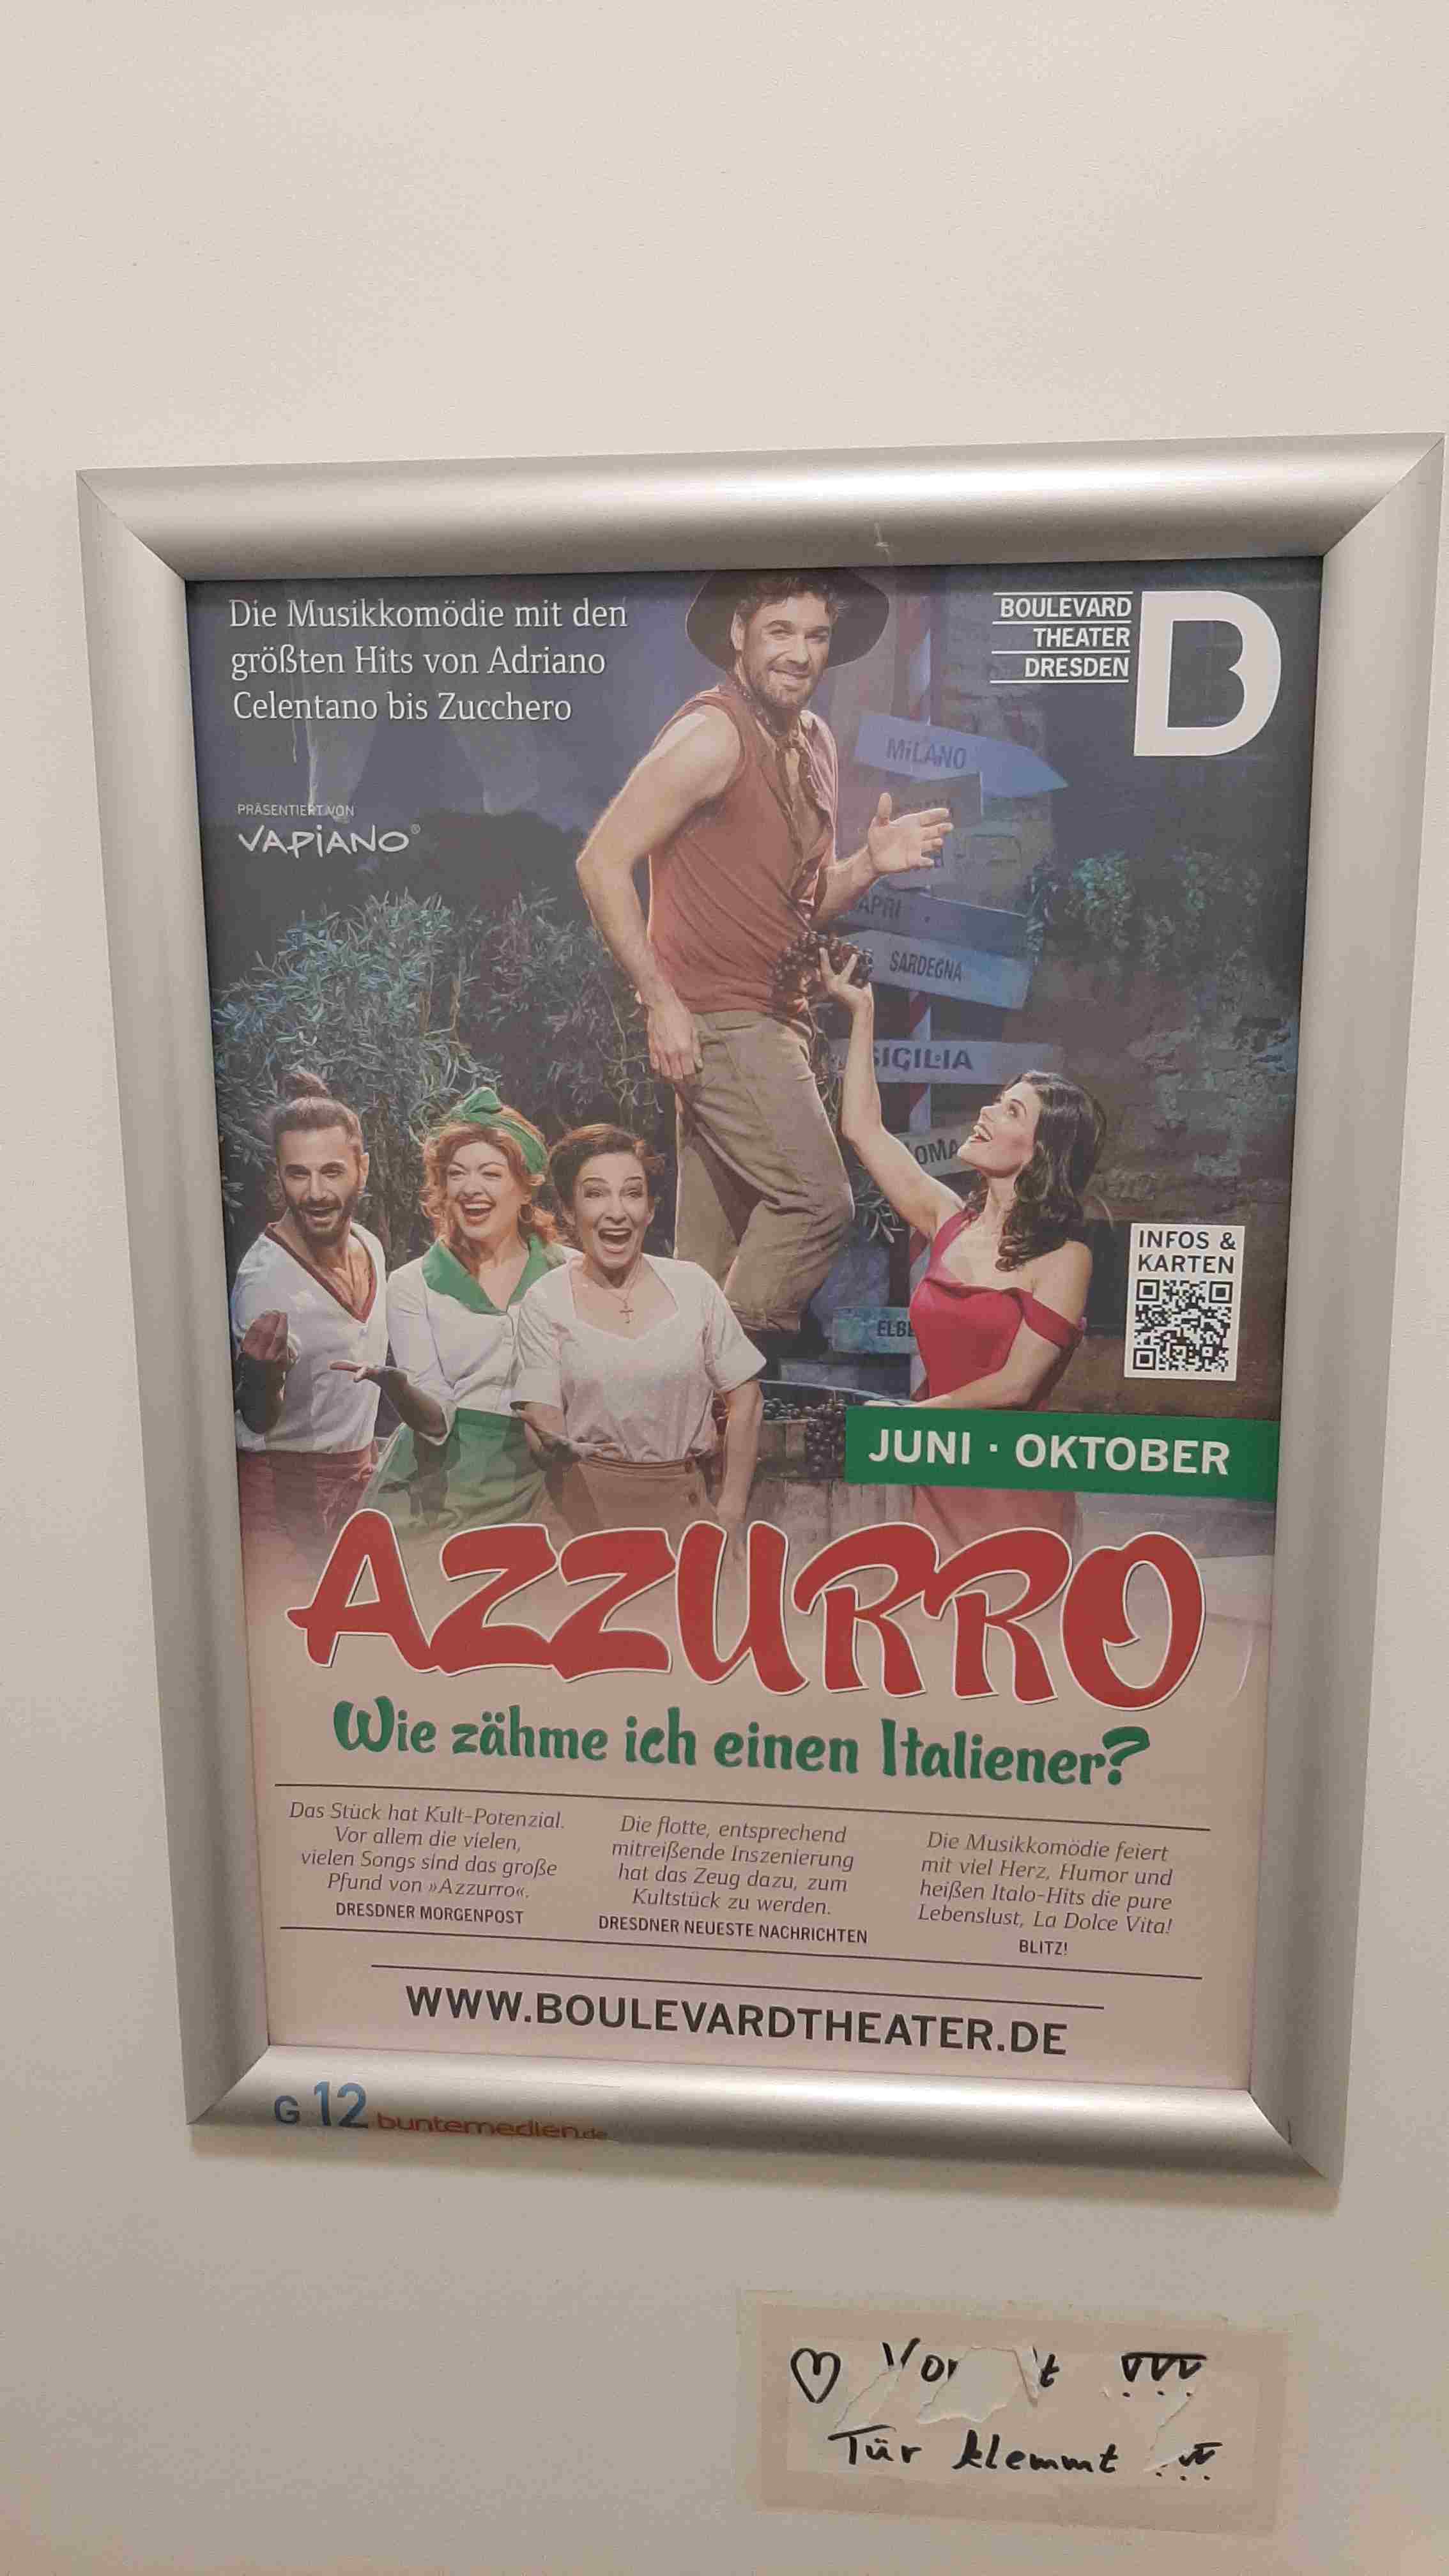 Die Musikkomödie mit den
größten Hits von Adriano
Celentano bis Zucchero
PRÄSENTIERT VON
VAPiANO®
BOULEVARD
THEATER
DRESDEN
B
MiLANO
APRI
SARDEGNA
SICILIA
OMA
ELBE
INFOS &
KARTEN
JUNI · OKTOBER
AZZURRO
Wie zähme ich einen Italiener?
Das Stück hat Kult-Potenzial.
Vor allem die vielen,
vielen Songs sind das große
Pfund von »Azzurro«.
DRESDNER MORGENPOST
Die flotte, entsprechend
mitreißende Inszenierung
hat das Zeug dazu, zum
Kultstück zu werden.
DRESDNER NEUESTE NACHRICHTEN
Die Musikkomödie feiert
mit viel Herz, Humor und
heißen Italo-Hits die pure
Lebenslust, La Dolce Vita!
BLITZ!
WWW.BOULEVARDTHEATER.DE
G 12 buntemedien.de
♡ !!!
Tür klemmt !!!